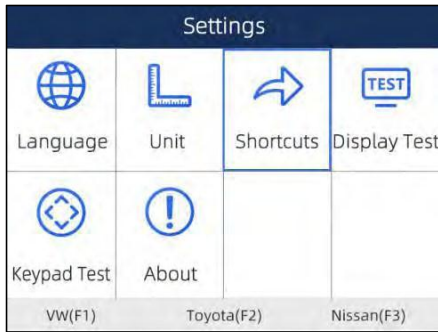 Settings
Language Unit Shortcuts TEST Display Test
Keypad Test About
VW(F1) Toyota(F2) Nissan(F3)